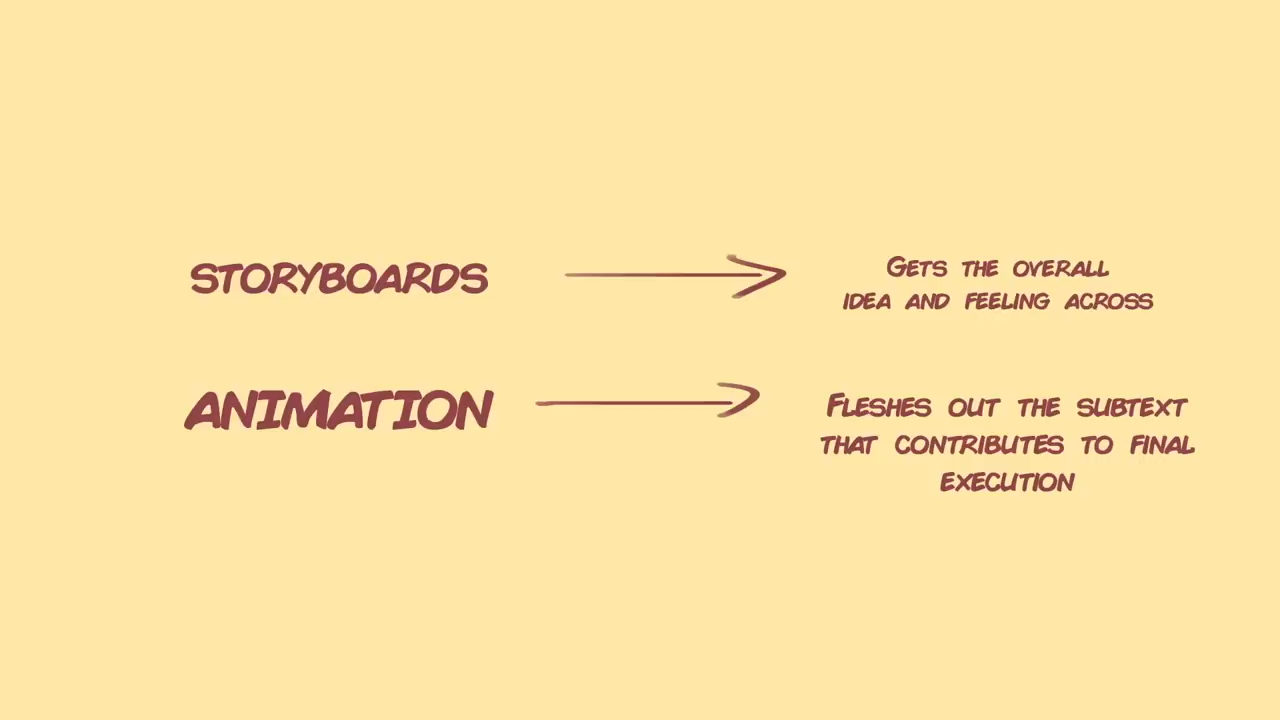 STORYBOARDS
GETS THE OVERALL
IDEA AND FEELING ACROSS
ANIMATION
FLESHES OUT THE SUBTEXT
THAT CONTRIBUTES TO FINAL
EXECUTION